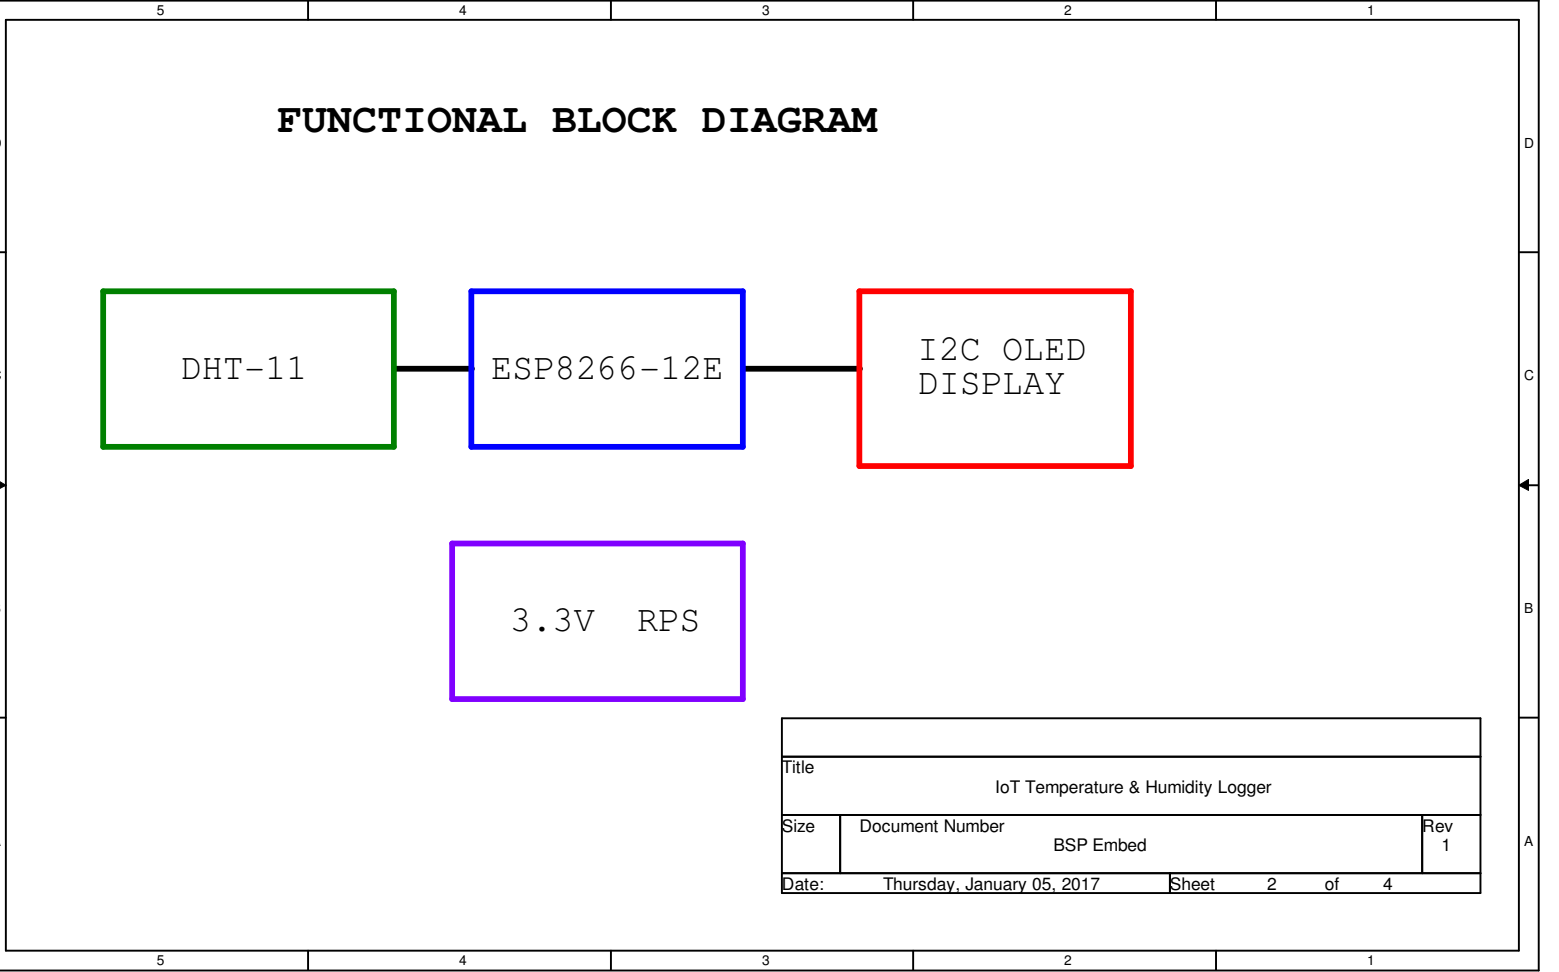 5 4 3 2 1
FUNCTIONAL BLOCK DIAGRAM
D
DHT-11
ESP8266-12E
I2C OLED
DISPLAY
C
3.3V RPS
B
Title
IoT Temperature & Humidity Logger
Size
Document Number
Rev
BSP Embed
1
A
Date: Thursday, January 05, 2017 Sheet 2 of 4
5 4 3 2 1